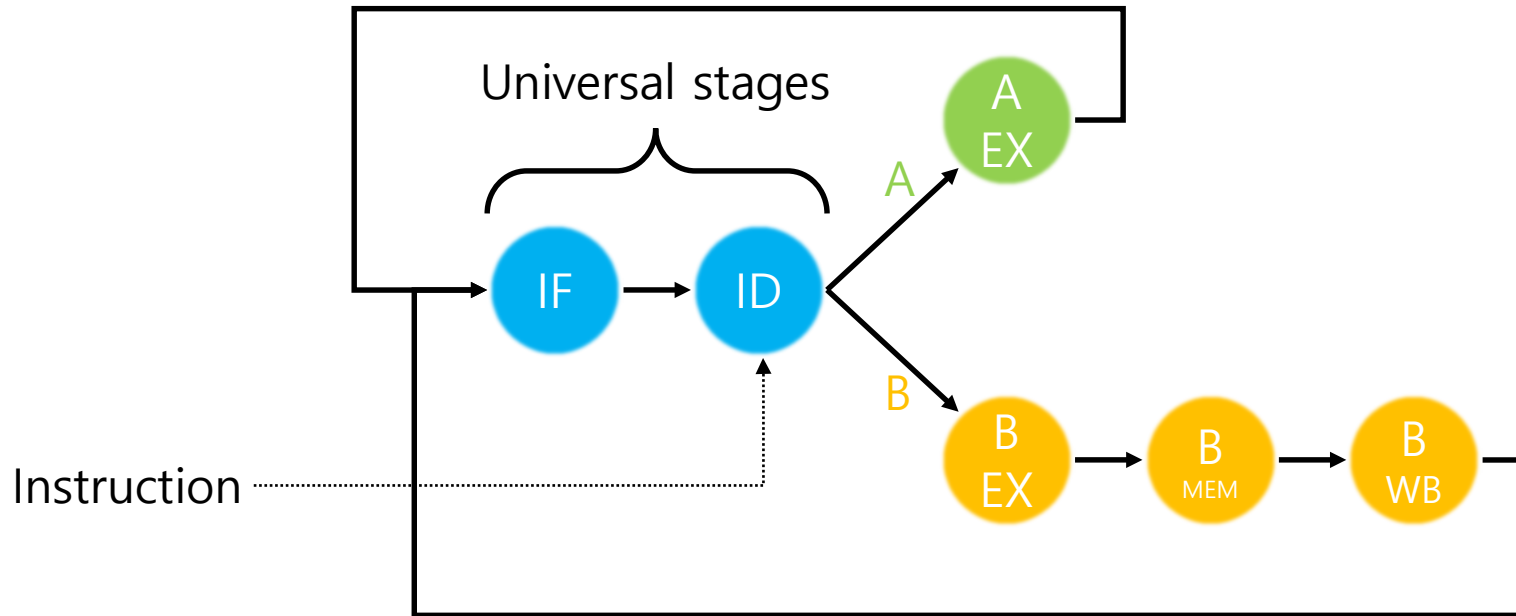 Universal stages
A
EX
A
IF
ID
B
B
EX
B
MEM
B
WB
Instruction